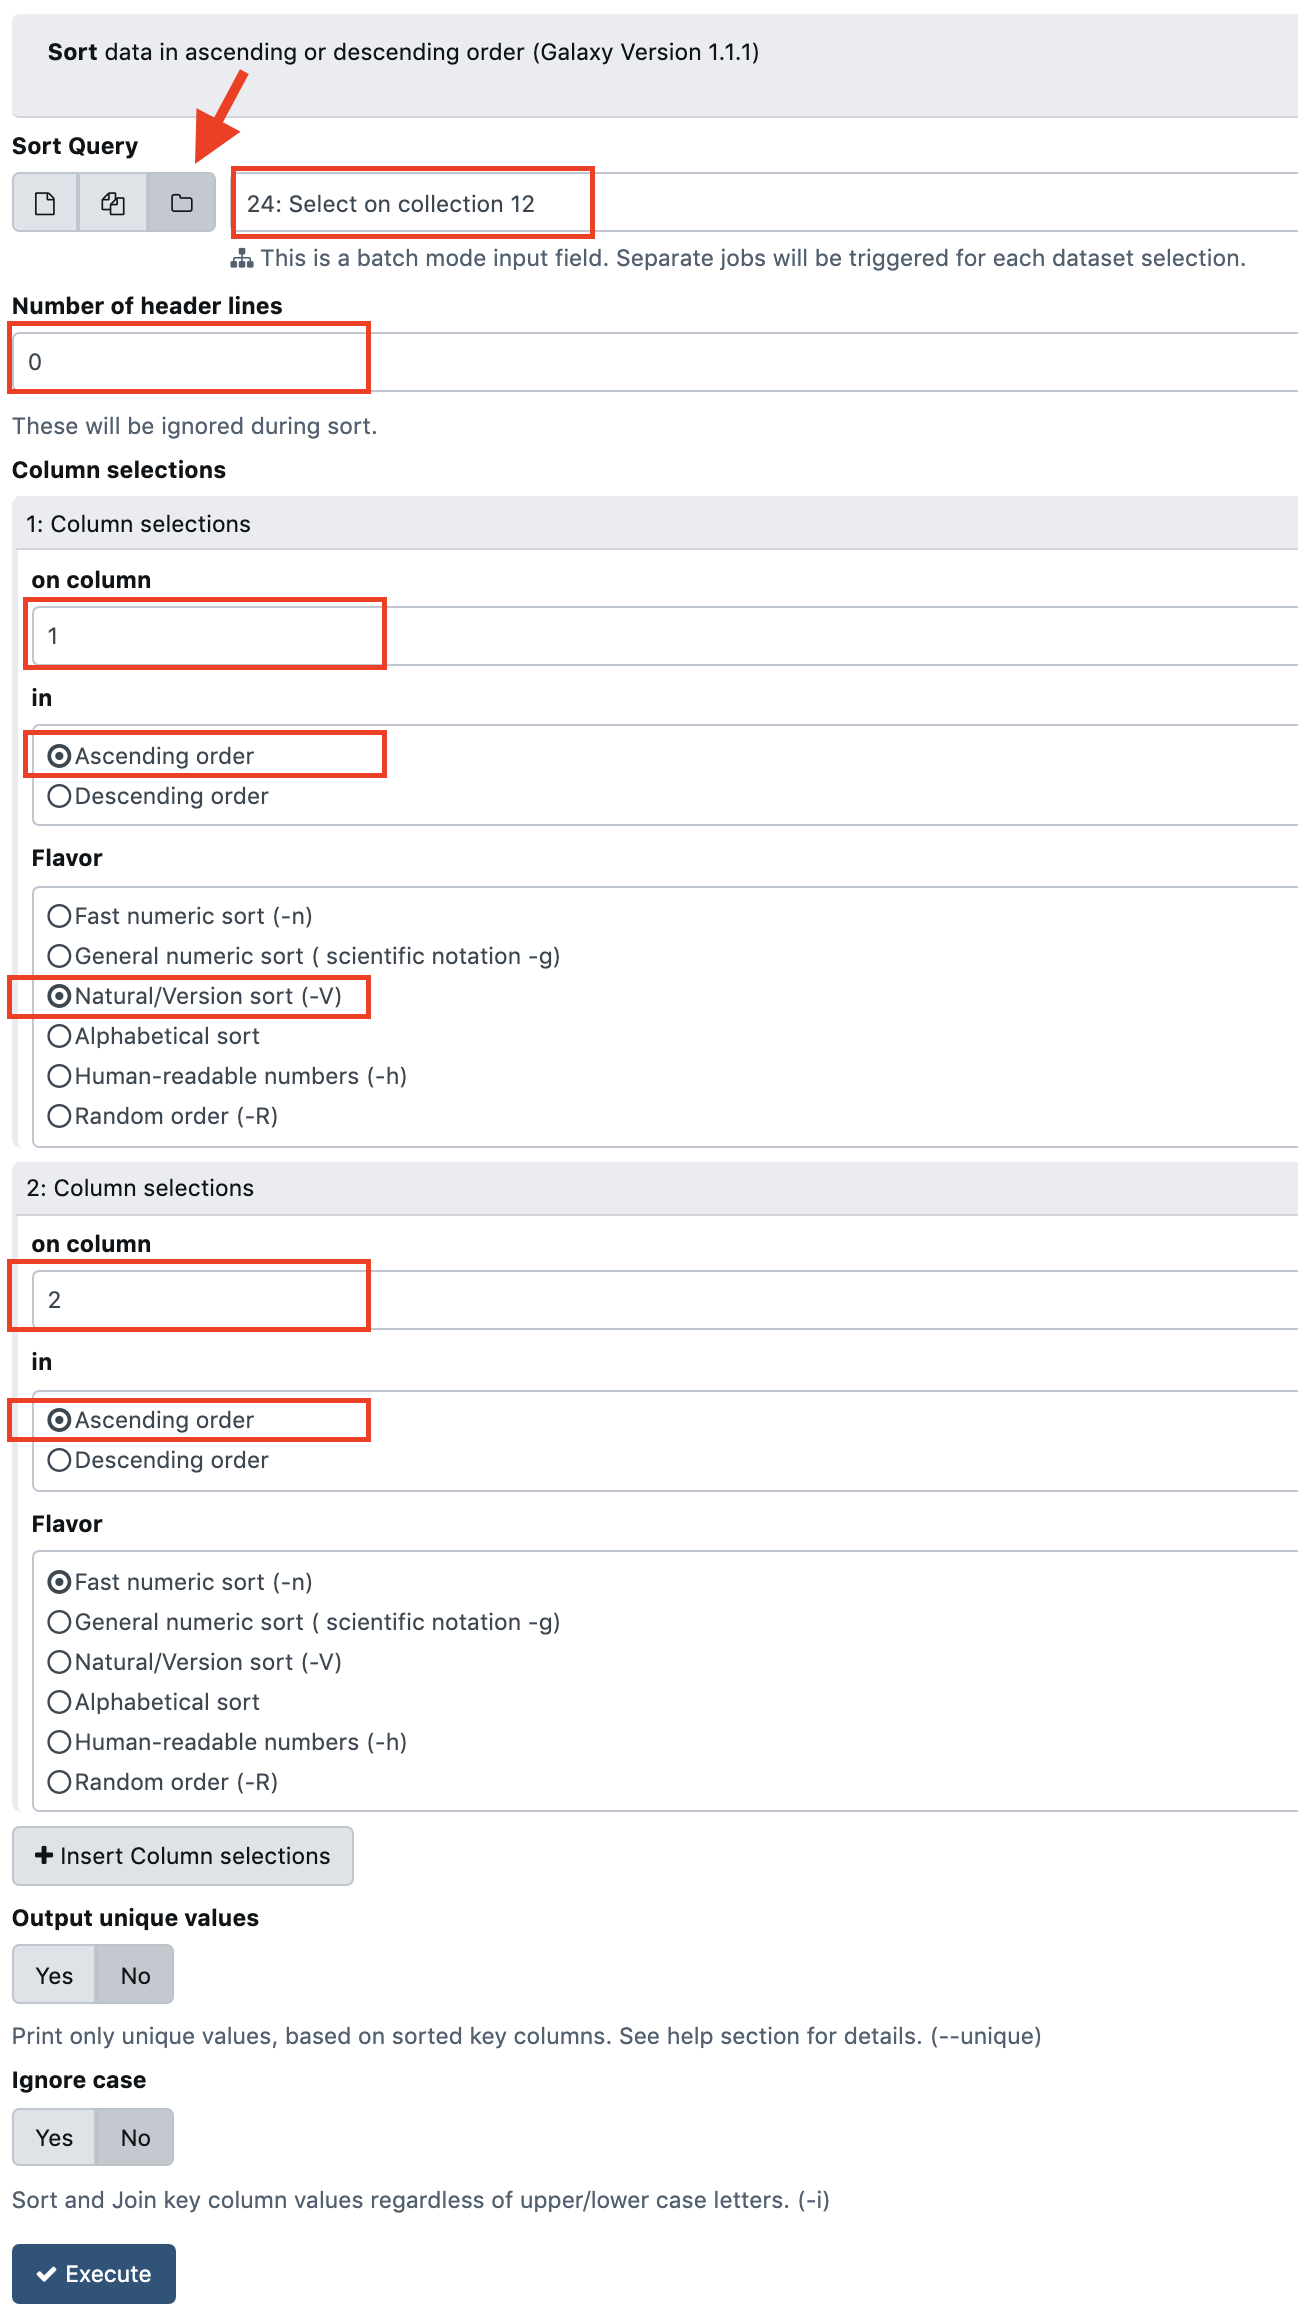 Sort data in ascending or descending order (Galaxy Version 1.1.1)
Sort Query
24: Select on collection 12
This is a batch mode input field. Separate jobs will be triggered for each dataset selection.
Number of header lines
0
These will be ignored during sort.
Column selections
1: Column selections
on column
1
in
Ascending order
Descending order
Flavor
Fast numeric sort (-n)
General numeric sort ( scientific notation -g)
Natural/Version sort (-V)
Alphabetical sort
Human-readable numbers (-h)
Random order (-R)
2: Column selections
on column
2
in
Ascending order
Descending order
Flavor
Fast numeric sort (-n)
General numeric sort ( scientific notation -g)
Natural/Version sort (-V)
Alphabetical sort
Human-readable numbers (-h)
Random order (-R)
Insert Column selections
Output unique values
Yes No
Print only unique values, based on sorted key columns. See help section for details. (--unique)
Ignore case
Yes No
Sort and Join key column values regardless of upper/lower case letters. (-i)
Execute